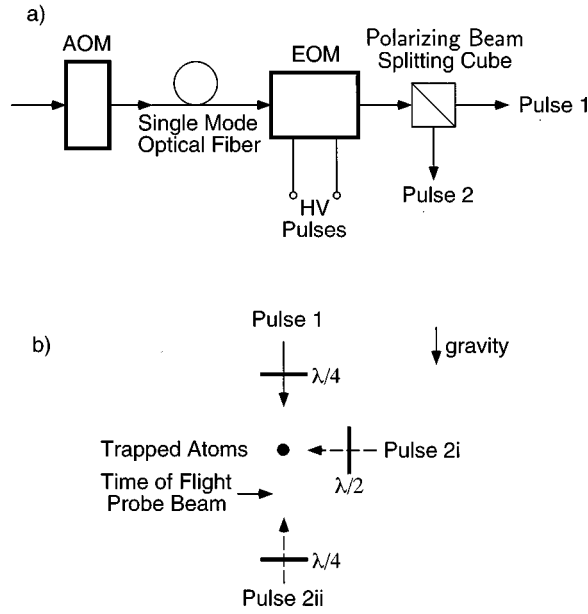 a)
AOM
EOM
Polarizing Beam
Splitting Cube
Single Mode
Optical Fiber
Pulse 1
HV
Pulses
Pulse 2
Pulse 1
b)
gravity
λ/4
Trapped Atoms
Pulse 2i
λ/2
Time of Flight
Probe Beam
λ/4
Pulse 2ii